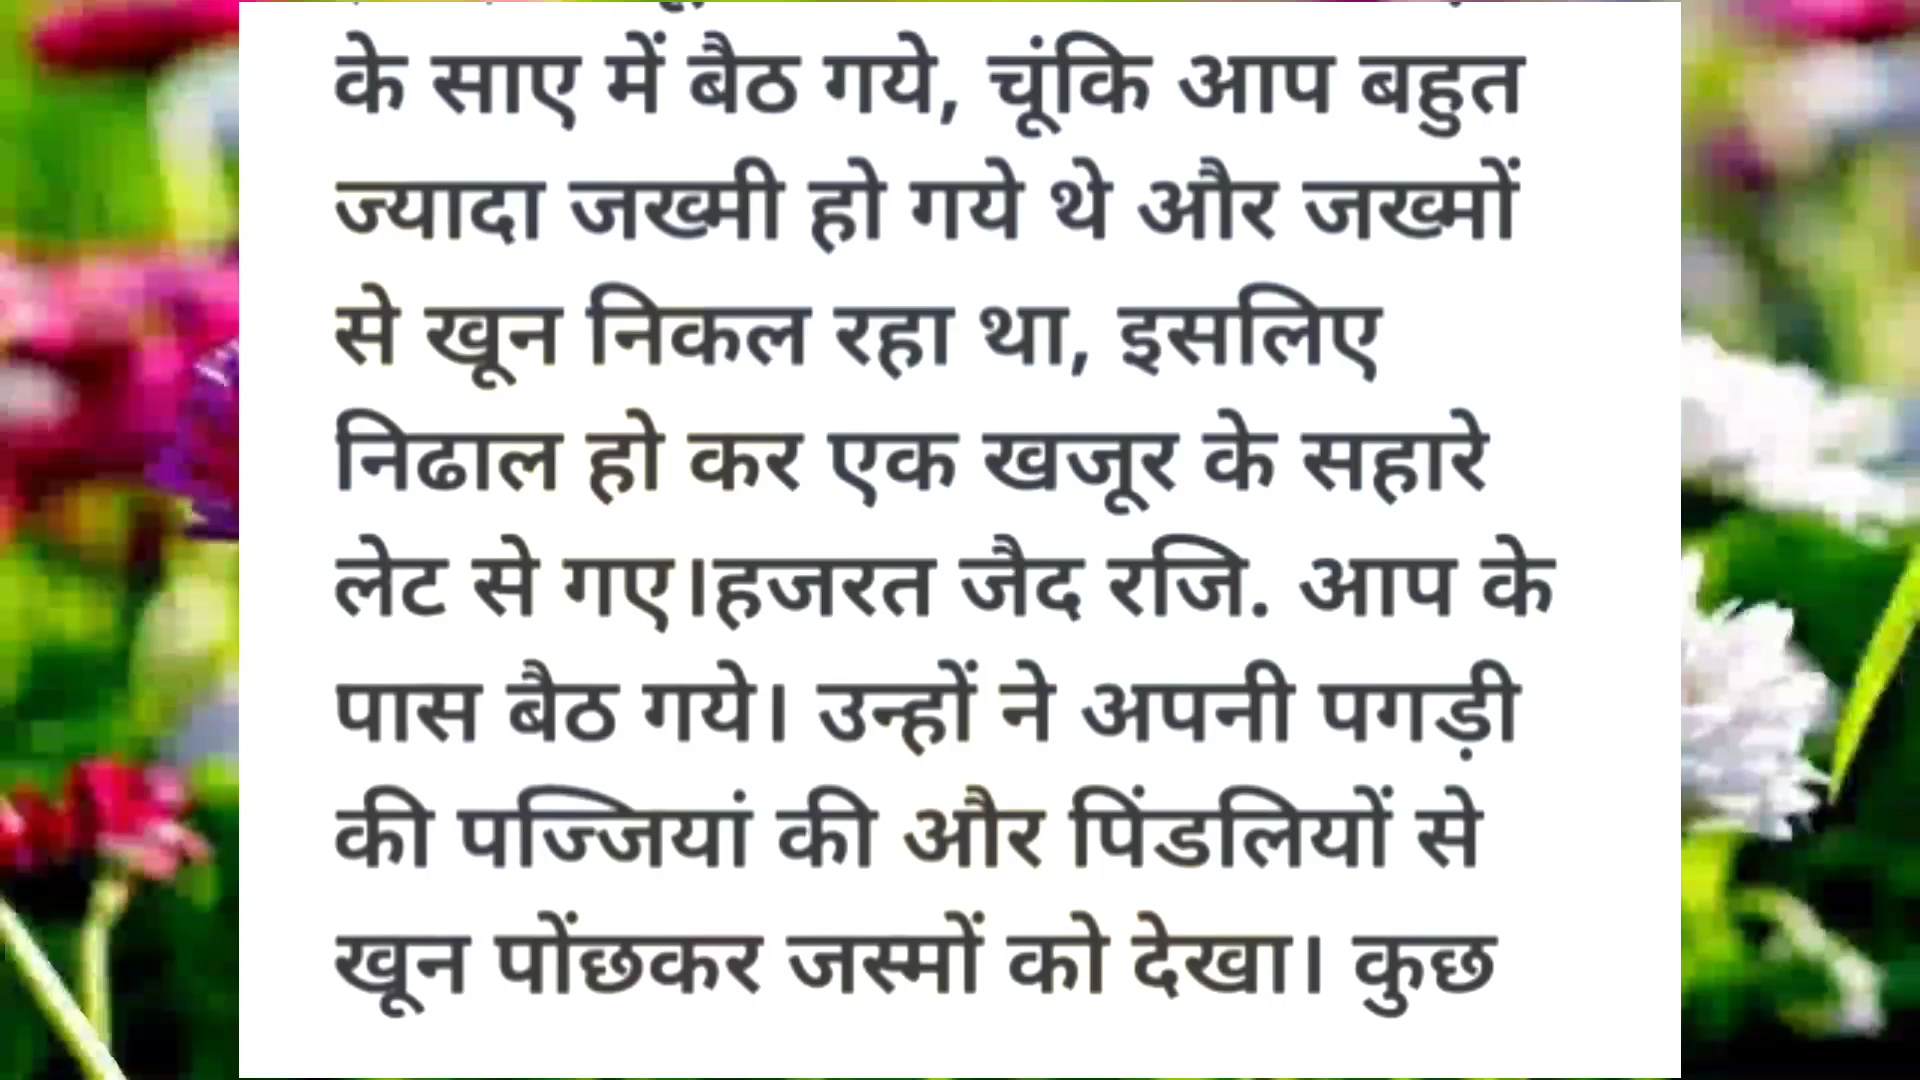 के साए में बैठ गये, चूंकि आप बहुत
ज्यादा जख्मी हो गये थे और जख्मों
से खून निकल रहा था, इसलिए
निढाल हो कर एक खजूर के सहारे
लेट से गए।हजरत जैद रजि. आप के
पास बैठ गये। उन्हों ने अपनी पगड़ी
की पज्जियां की और पिंडलियों से
खून पोंछकर जस्मों को देखा। कुछ